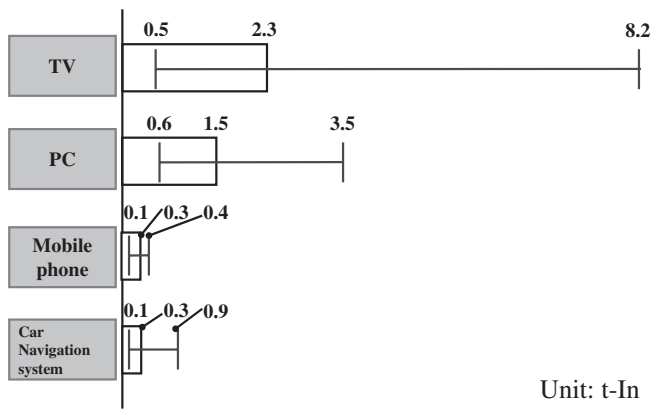 0.5 2.3 8.2
TV
0.6 1.5 3.5
PC
0.1 0.3 0.4
Mobile
phone
0.1 0.3 0.9
Car
Navigation
system
Unit: t-In